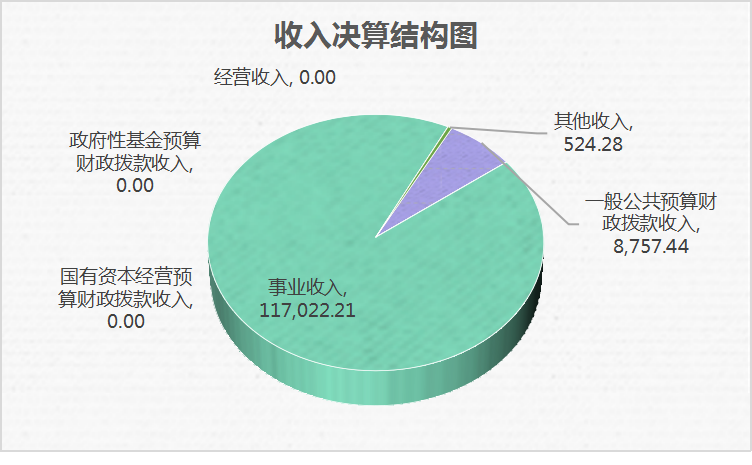 收入决算结构图
经营收入, 0.00
其他收入,
524.28
政府性基金预算
财政拨款收入,
0.00
一般公共预算财
政拨款收入,
8,757.44
国有资本经营预
算财政拨款收入,
0.00
事业收入,
117,022.21